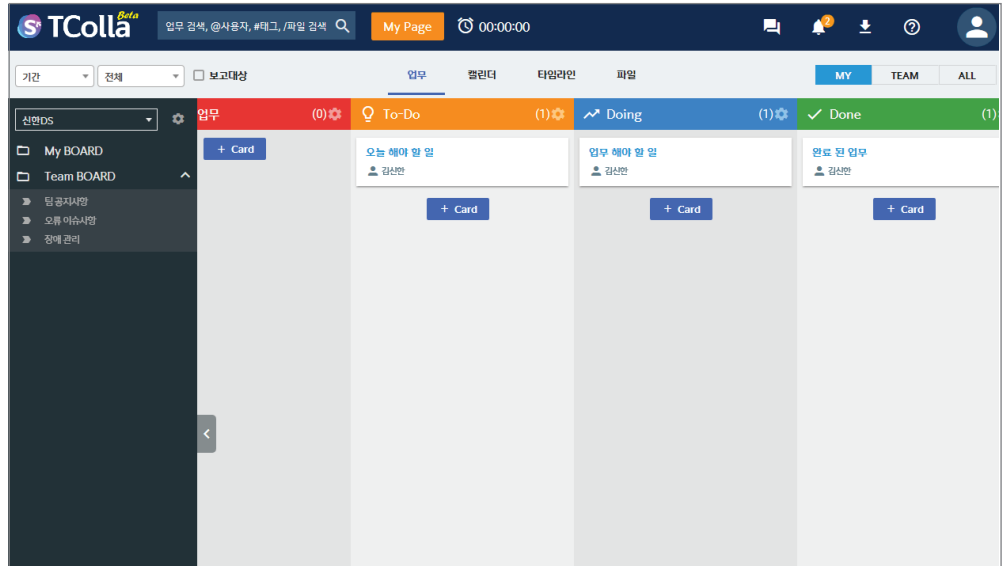 S TColla Beta
업무 검색, @사용자, #태그, /파일 검색
My Page
00:00:00
2
기간
전체
보고대상
업무
캘린더
타임라인
파일
MY
TEAM
ALL
신한DS
My BOARD
Team BOARD
팀 공지사항
오류 이슈사항
장애 관리
업무 (0)
+ Card
To-Do (1)
오늘 해야 할 일
김신한
+ Card
Doing (1)
업무 해야 할 일
김신한
+ Card
Done (1)
완료 된 업무
김신한
+ Card